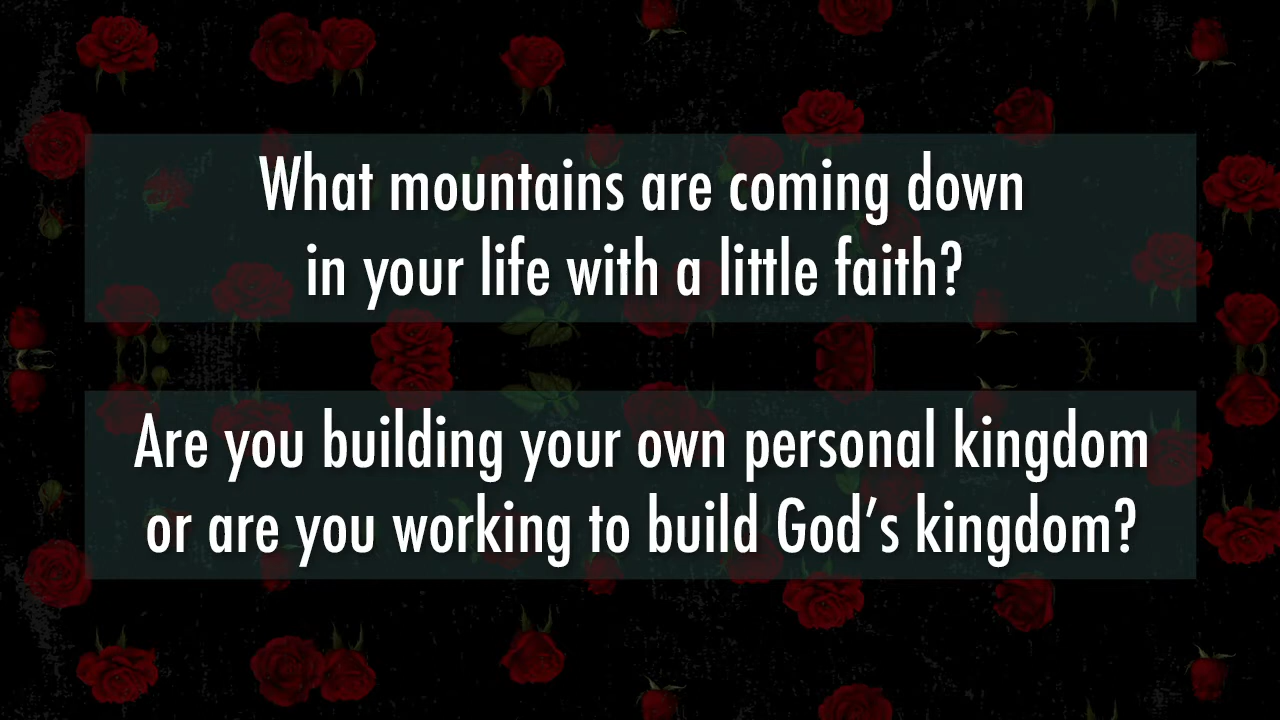 What mountains are coming down
in your life with a little faith?
Are you building your own personal kingdom
or are you working to build God’s kingdom?